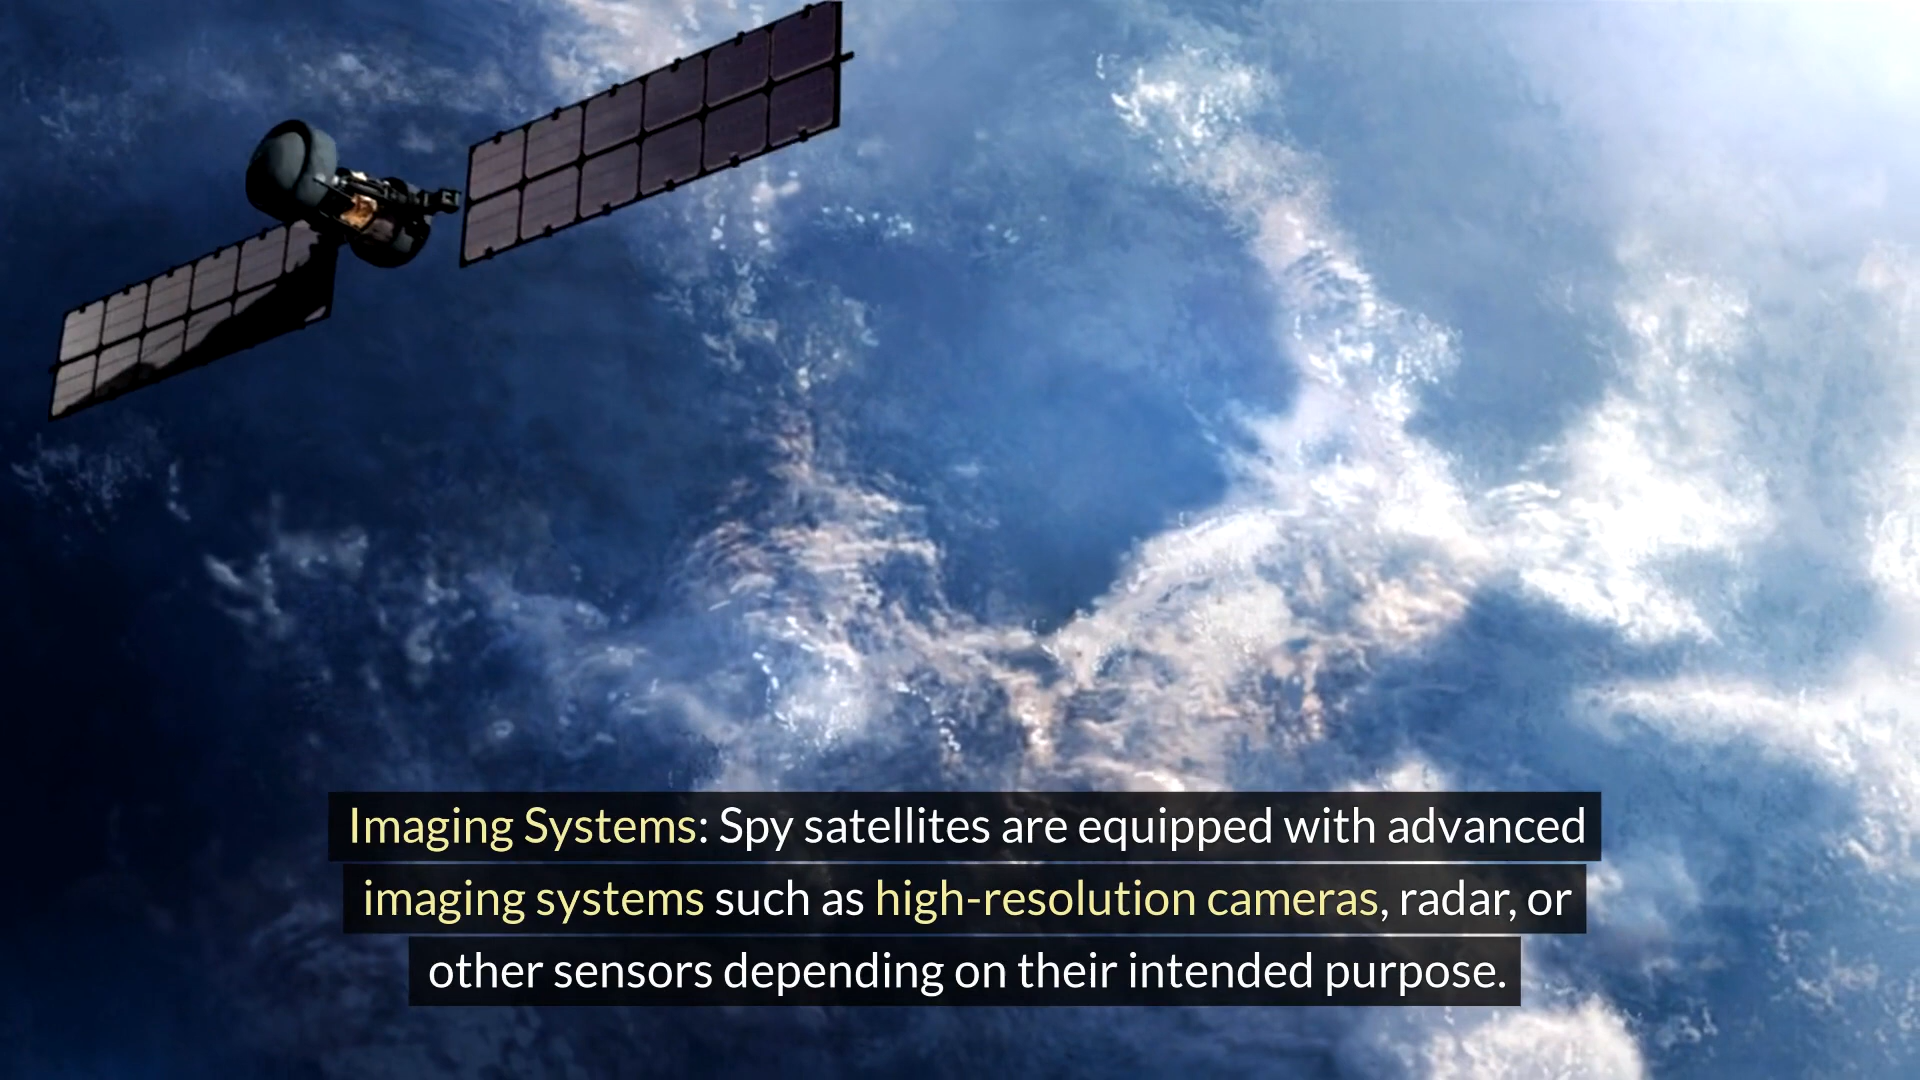 Imaging Systems: Spy satellites are equipped with advanced
imaging systems such as high-resolution cameras, radar, or
other sensors depending on their intended purpose.